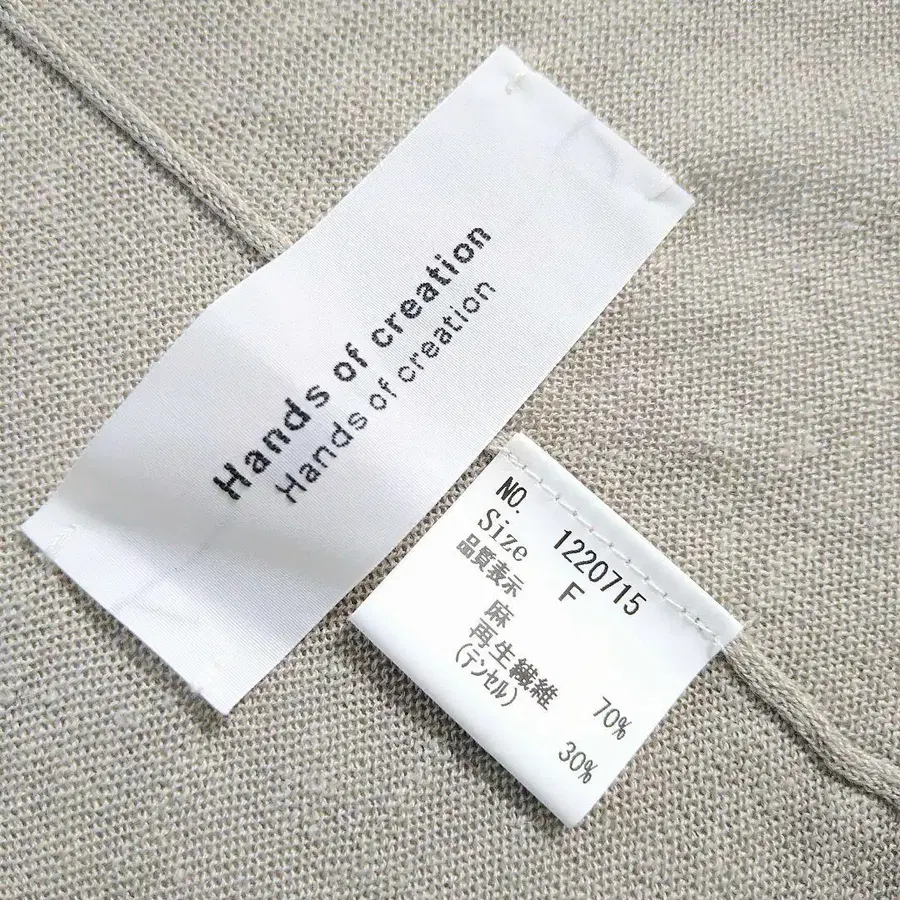 Hands of creation
Hands of creation
NO. 1220715
Size F
品質表示
麻 70%
再生繊維 30%
(テンセル)